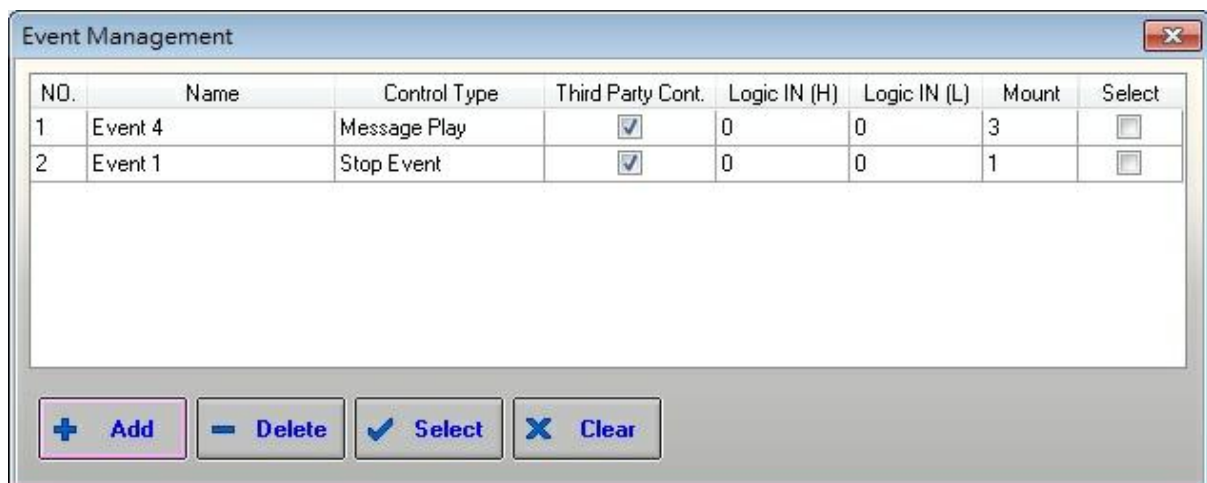 Event Management
NO. Name Control Type Third Party Cont. Logic IN (H) Logic IN (L) Mount Select
1 Event 4 Message Play 0 0 3
2 Event 1 Stop Event 0 0 1
Add Delete Select Clear